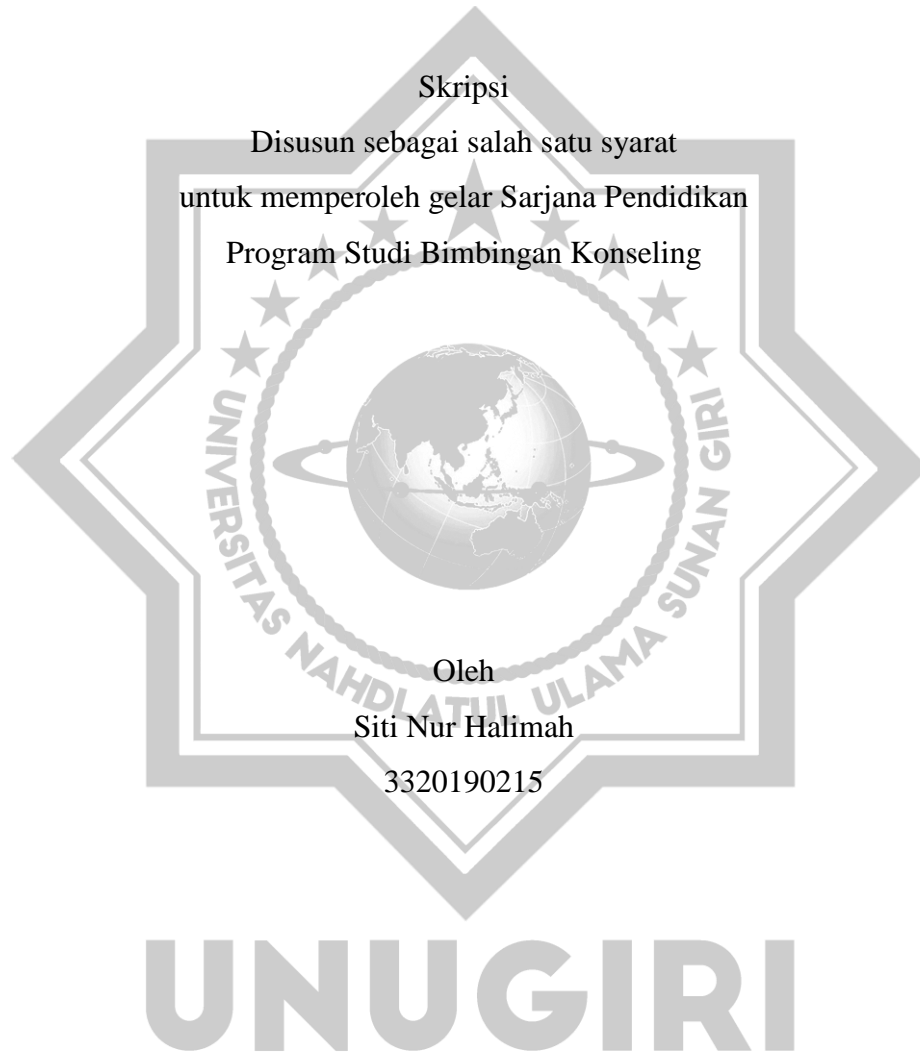 Skripsi
Disusun sebagai salah satu syarat
untuk memperoleh gelar Sarjana Pendidikan
Program Studi Bimbingan Konseling
UNIVERSITAS NAHDLATUL ULAMA SUNAN GIRI
Oleh
Siti Nur Halimah
3320190215
UNUGIRI